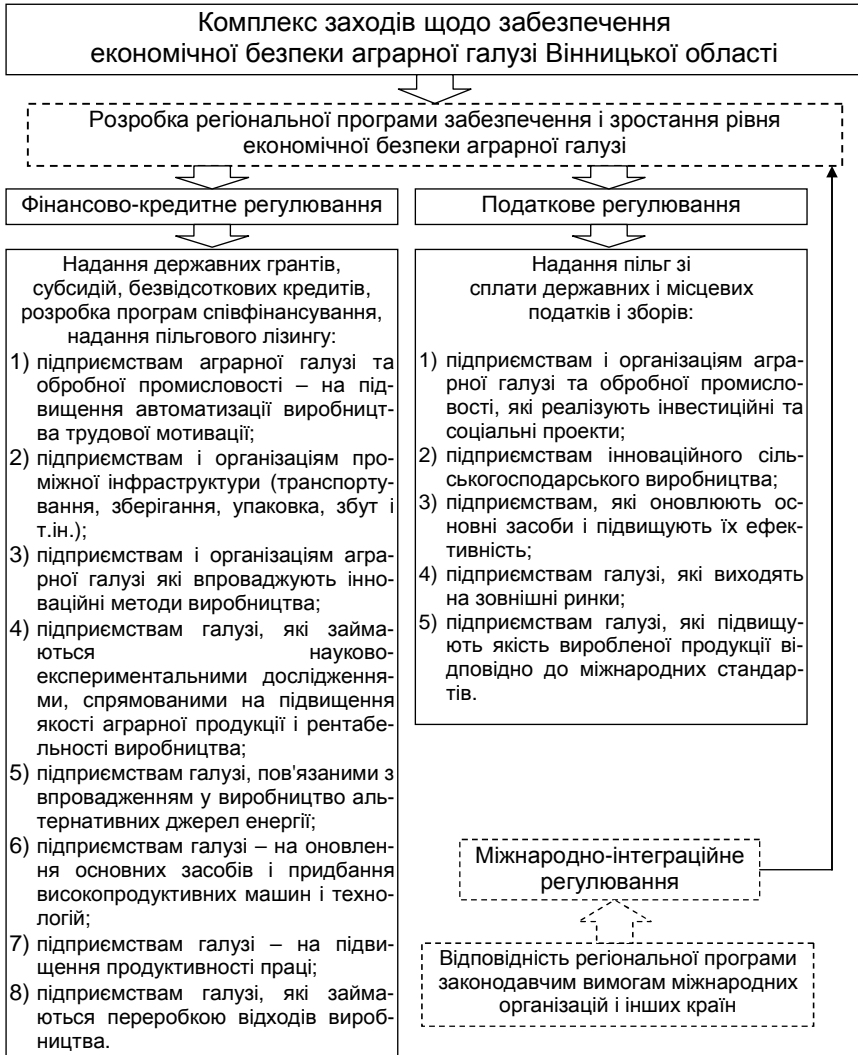 Комплекс заходів щодо забезпечення
економічної безпеки аграрної галузі Вінницької області
Розробка регіональної програми забезпечення і зростання рівня
економічної безпеки аграрної галузі
Фінансово-кредитне регулювання
Надання державних грантів,
субсидій, безвідсоткових кредитів,
розробка програм співфінансування,
надання пільгового лізингу:
1) підприємствам аграрної галузі та
обробної промисловості – на під-
вищення автоматизації виробницт-
ва трудової мотивації;
2) підприємствам і організаціям про-
міжної інфраструктури (транспорту-
вання, зберігання, упаковка, збут і
т.ін.);
3) підприємствам і організаціям агра-
рної галузі які впроваджують інно-
ваційні методи виробництва;
4) підприємствам галузі, які займа-
ються науково-
експериментальними дослідження-
ми, спрямованими на підвищення
якості аграрної продукції і рентабе-
льності виробництва;
5) підприємствам галузі, пов'язаними з
впровадженням у виробництво аль-
тернативних джерел енергії;
6) підприємствам галузі – на оновлен-
ня основних засобів і придбання
високопродуктивних машин і техно-
логій;
7) підприємствам галузі – на підви-
щення продуктивності праці;
8) підприємствам галузі, які займа-
ються переробкою відходів вироб-
ництва.
Податкове регулювання
Надання пільг зі
сплати державних і місцевих
податків і зборів:
1) підприємствам і організаціям агра-
рної галузі та обробної промисло-
вості, які реалізують інвестиційні та
соціальні проекти;
2) підприємствам інноваційного сіль-
ськогосподарського виробництва;
3) підприємствам, які оновлюють ос-
новні засоби і підвищують їх ефек-
тивність;
4) підприємствам галузі, які виходять
на зовнішні ринки;
5) підприємствам галузі, які підвищу-
ють якість виробленої продукції ві-
дповідно до міжнародних стандар-
тів.
Міжнародно-інтеграційне
регулювання
Відповідність регіональної програми
законодавчим вимогам міжнародних
організацій і інших країн